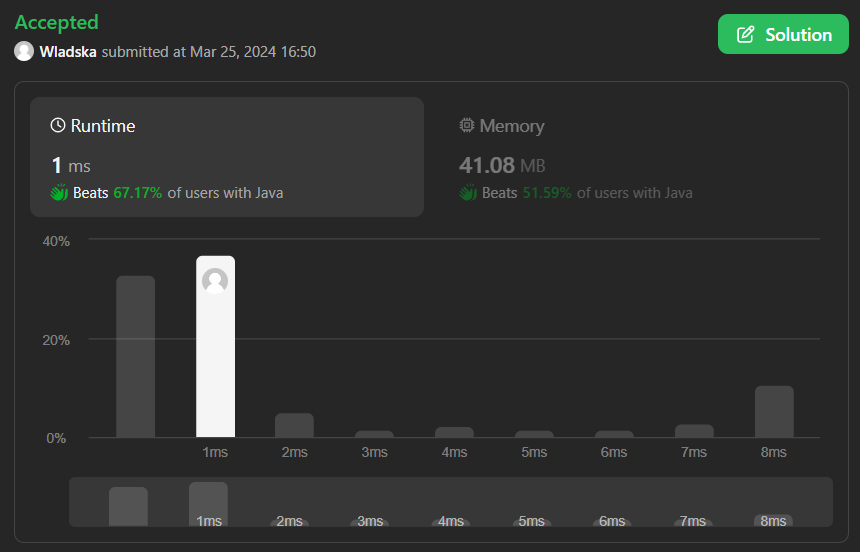 Accepted
Wladska submitted at Mar 25, 2024 16:50
Solution
Runtime
1 ms
Beats 67.17% of users with Java
Memory
41.08 MB
Beats 51.59% of users with Java
40%
20%
0%
1ms 2ms 3ms 4ms 5ms 6ms 7ms 8ms
1ms 2ms 3ms 4ms 5ms 6ms 7ms 8ms